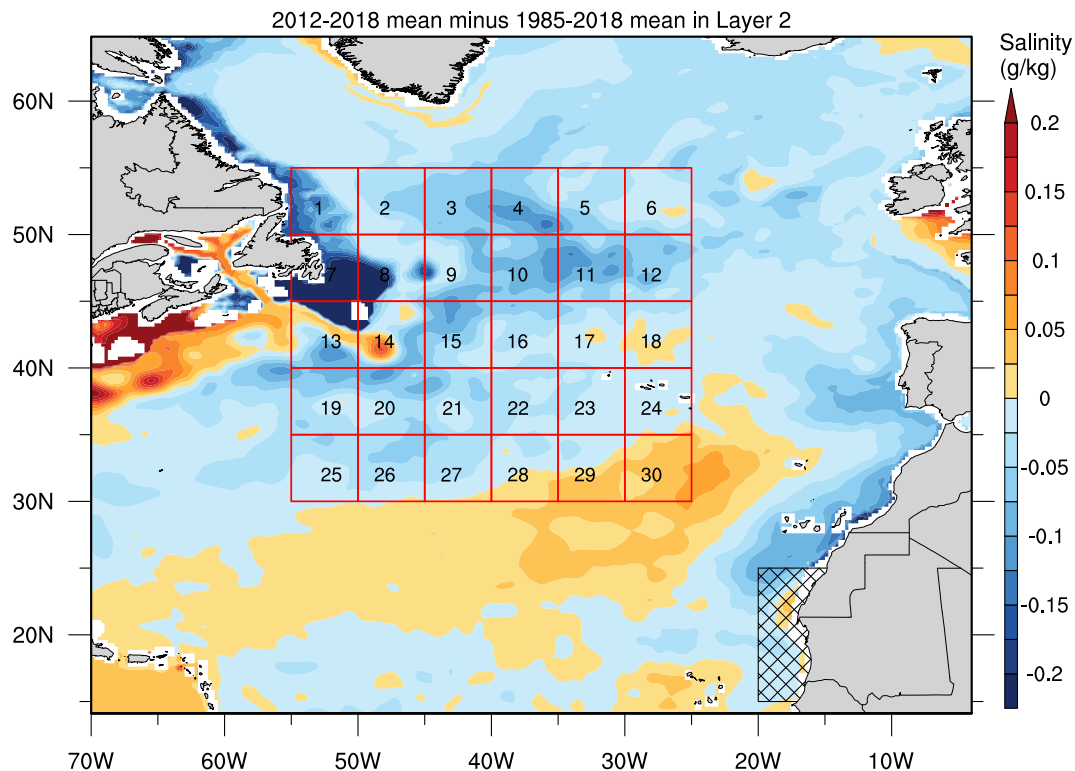 2012-2018 mean minus 1985-2018 mean in Layer 2
Salinity
(g/kg)
60N
50N
40N
30N
20N
70W 60W 50W 40W 30W 20W 10W
1 2 3 4 5 6
7 8 9 10 11 12
13 14 15 16 17 18
19 20 21 22 23 24
25 26 27 28 29 30
0.2
0.15
0.1
0.05
0
-0.05
-0.1
-0.15
-0.2